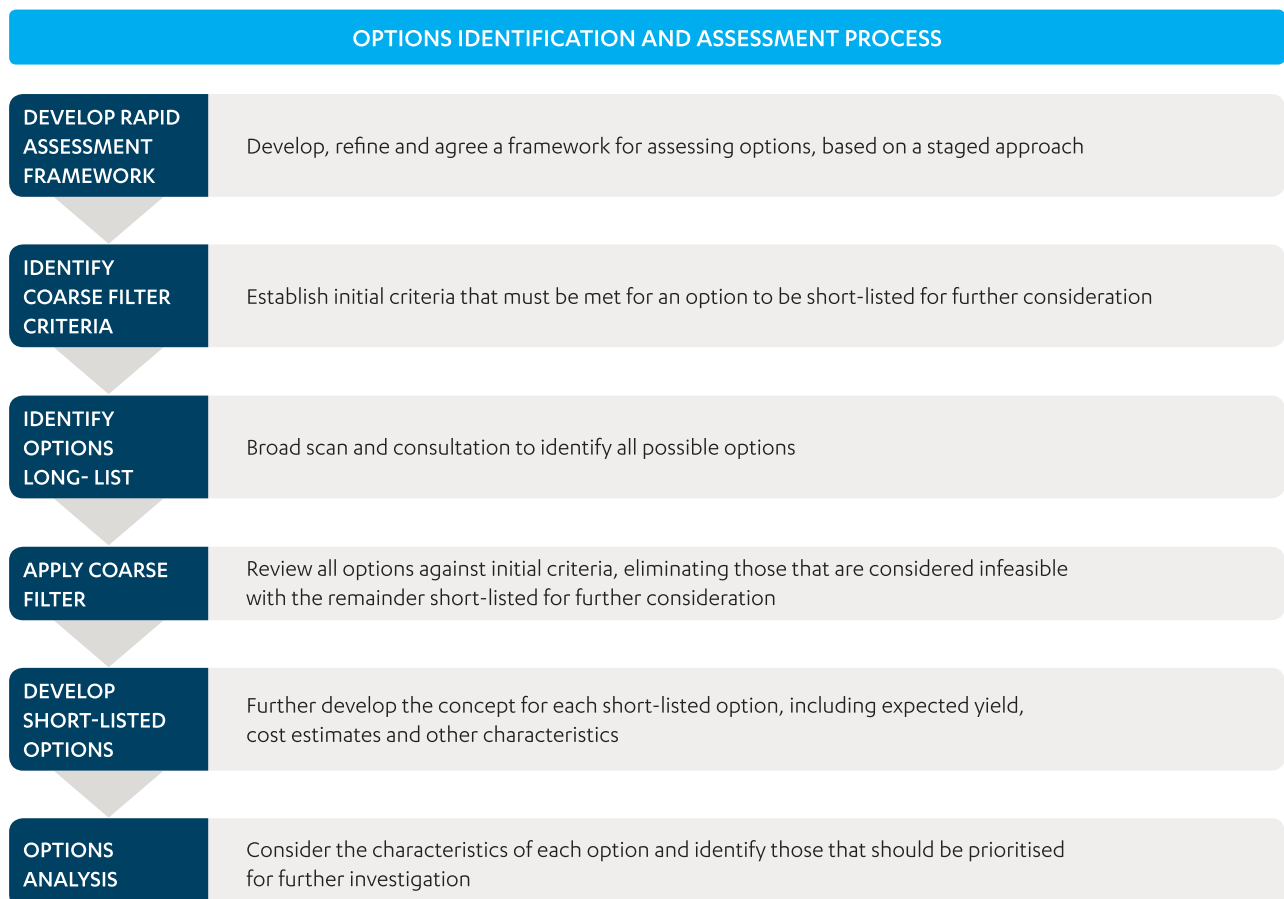 OPTIONS IDENTIFICATION AND ASSESSMENT PROCESS
DEVELOP RAPID
ASSESSMENT
FRAMEWORK
Develop, refine and agree a framework for assessing options, based on a staged approach
IDENTIFY
COARSE FILTER
CRITERIA
Establish initial criteria that must be met for an option to be short-listed for further consideration
IDENTIFY
OPTIONS
LONG- LIST
Broad scan and consultation to identify all possible options
APPLY COARSE
FILTER
Review all options against initial criteria, eliminating those that are considered infeasible
with the remainder short-listed for further consideration
DEVELOP
SHORT-LISTED
OPTIONS
Further develop the concept for each short-listed option, including expected yield,
cost estimates and other characteristics
OPTIONS
ANALYSIS
Consider the characteristics of each option and identify those that should be prioritised
for further investigation